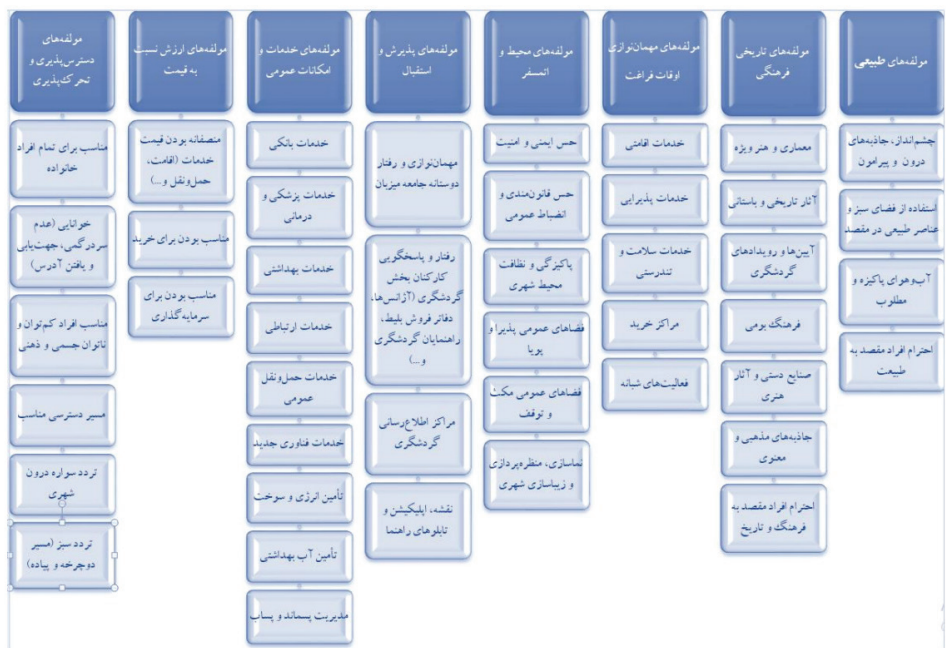 مولفه‌های طبیعی
چشم‌انداز، جاذبه‌های
درون و پیرامون
استفاده از فضای سبز و
عناصر طبیعی در مقصد
آب‌وهوای پاکیزه و
مطلوب
احترام افراد مقصد به
طبیعت
مولفه‌های تاریخی
فرهنگی
معماری و هنر ویژه
آثار تاریخی و باستانی
آیین‌ها و رویدادهای
گردشگری
فرهنگ بومی
صنایع دستی و آثار
هنری
جاذبه‌های مذهبی و
معنوی
احترام افراد مقصد به
فرهنگ و تاریخ
مولفه‌های مهمان‌نوازی
اوقات فراغت
خدمات اقامتی
خدمات پذیرایی
خدمات سلامت و
تندرستی
مراکز خرید
فعالیت‌های شبانه
مولفه‌های محیط و
اتمسفر
حس ایمنی و امنیت
حس قانون‌مندی و
انضباط عمومی
پاکیزگی و نظافت
محیط شهری
فضاهای عمومی پذیرا و
پویا
فضاهای عمومی مکث
و توقف
نماسازی، منظره‌پردازی
و زیباسازی شهری
مولفه‌های پذیرش و
استقبال
مهمان‌نوازی و رفتار
دوستانه جامعه میزبان
رفتار و پاسخگویی
کارکنان بخش
گردشگری (آژانس‌ها،
دفاتر فروش بلیط،
راهنمایان گردشگری
و...)
مراکز اطلاع‌رسانی
گردشگری
نقشه، اپلیکیشن و
تابلوهای راهنما
مولفه‌های خدمات و
امکانات عمومی
خدمات بانکی
خدمات پزشکی و
درمانی
خدمات بهداشتی
خدمات ارتباطی
خدمات حمل‌ونقل
عمومی
خدمات فناوری جدید
تأمین انرژی و سوخت
تأمین آب بهداشتی
مدیریت پسماند و پساب
مولفه‌های ارزش نسبت
به قیمت
منصفانه بودن قیمت
خدمات (اقامت،
حمل‌ونقل و...)
مناسب بودن برای خرید
مناسب بودن برای
سرمایه‌گذاری
مولفه‌های
دسترس‌پذیری و
تحرک‌پذیری
مناسب برای تمام افراد
خانواده
خوانایی (عدم
سردرگمی، جهت‌یابی
و یافتن آدرس)
مناسب افراد کم‌توان و
ناتوان جسمی و ذهنی
مسیر دسترسی مناسب
تردد سواره درون
شهری
تردد سبز (مسیر
دوچرخه و پیاده)